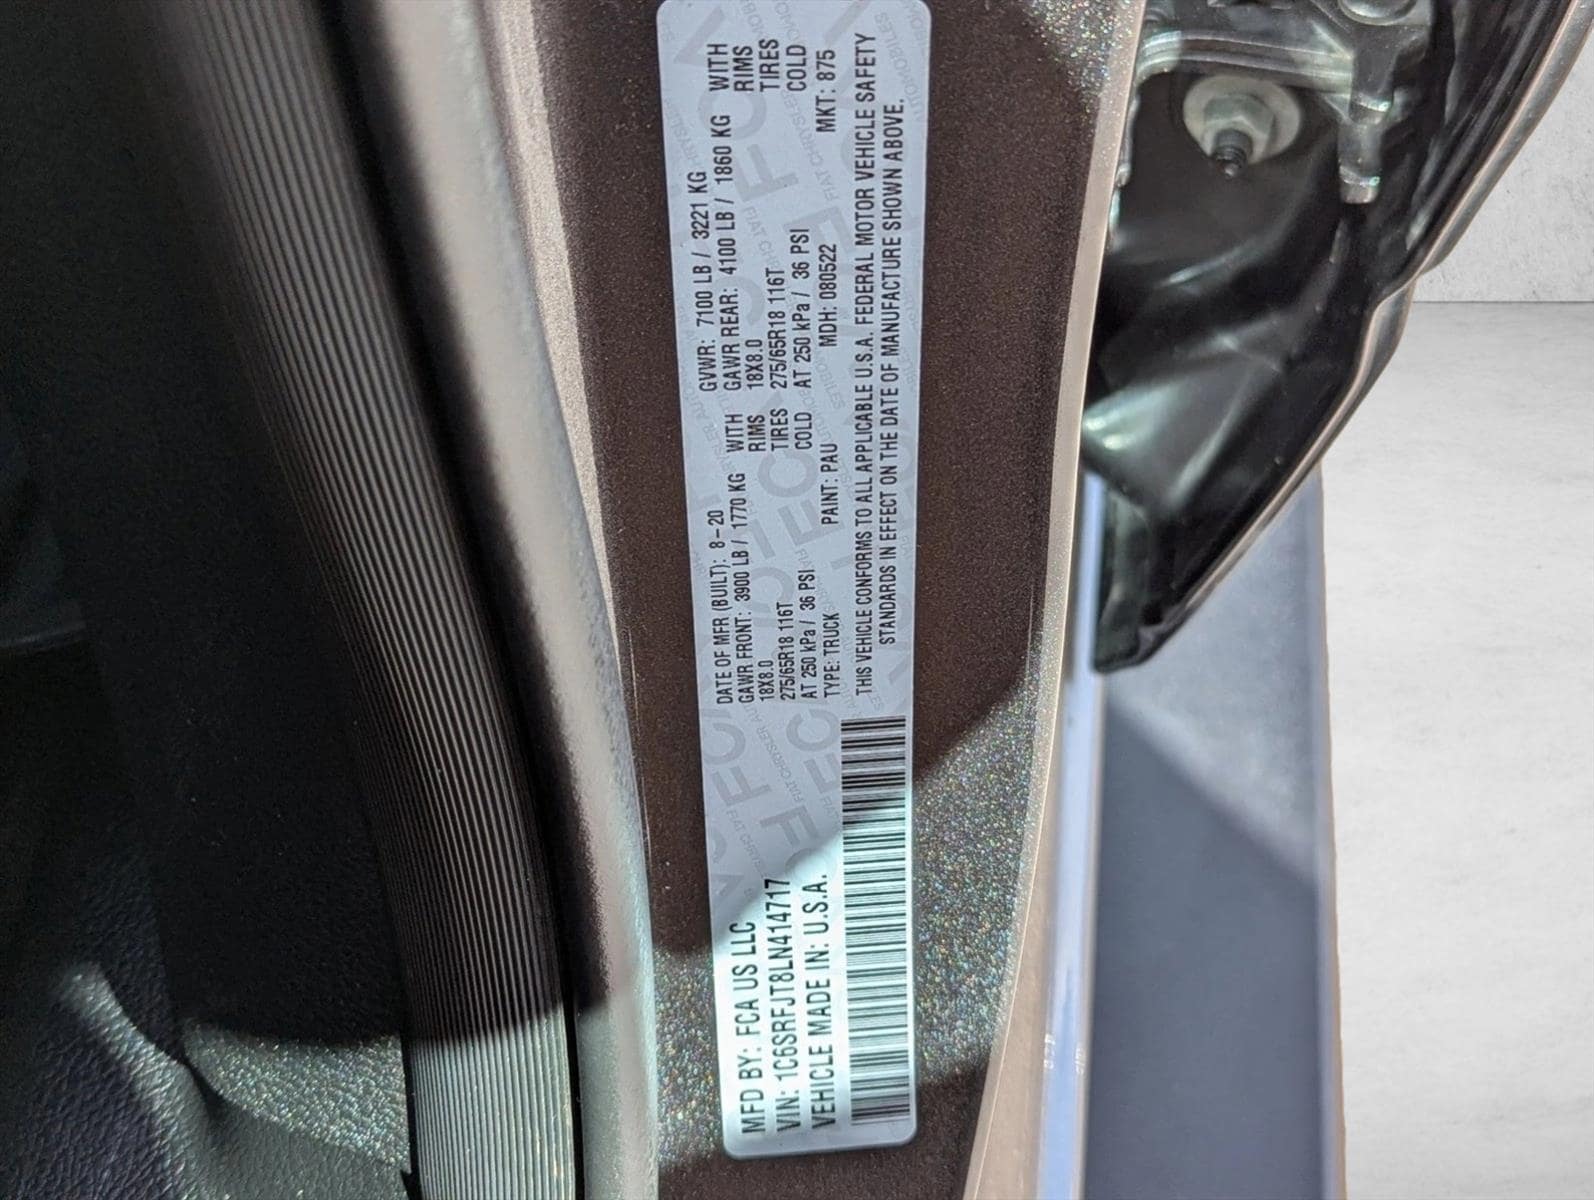 MFD BY: FCA US LLC
VIN: 1C6SRFJT8LN414717
VEHICLE MADE IN: U.S.A.
DATE OF MFR (BUILT): 8-20 GVWR: 7100 LB / 3221 KG
GAWR FRONT: 3900 LB / 1770 KG WITH GAWR REAR: 4100 LB / 1860 KG WITH
18X8.0 RIMS 18X8.0 RIMS
275/65R18 116T TIRES 275/65R18 116T TIRES
AT 250 kPa / 36 PSI COLD AT 250 kPa / 36 PSI COLD
TYPE: TRUCK PAINT: PAU MDH: 080522 MKT: 875
THIS VEHICLE CONFORMS TO ALL APPLICABLE U.S.A. FEDERAL MOTOR VEHICLE SAFETY
STANDARDS IN EFFECT ON THE DATE OF MANUFACTURE SHOWN ABOVE.